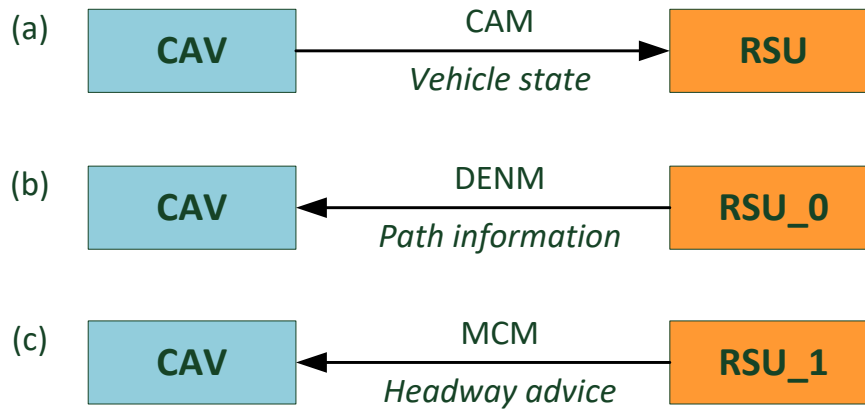 (a) CAV CAM RSU
Vehicle state
(b) CAV DENM RSU_0
Path information
(c) CAV MCM RSU_1
Headway advice